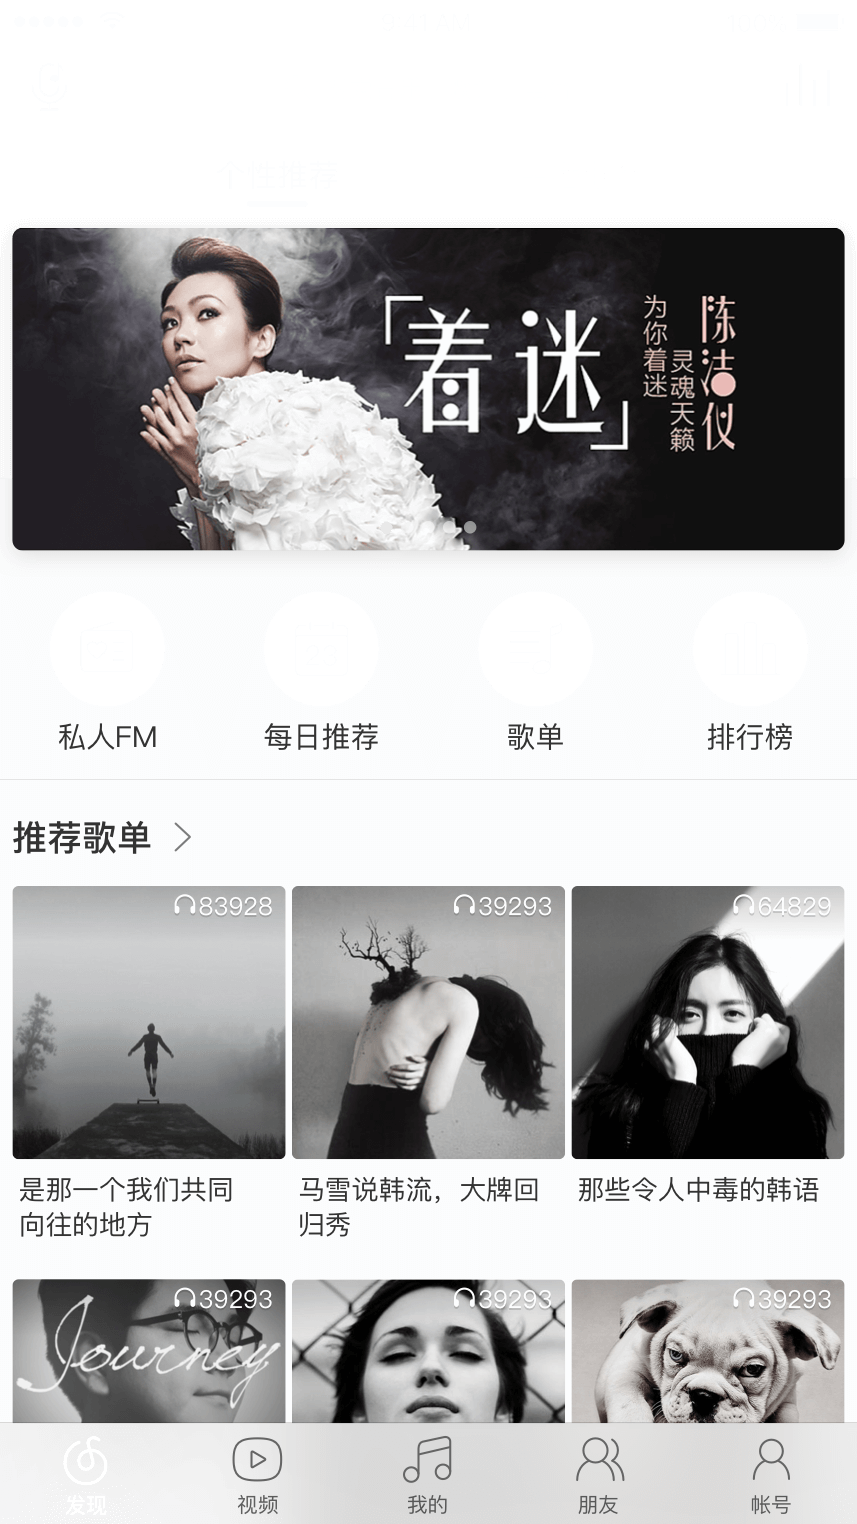 「着迷」
为你着迷
灵魂天籁
陈洁仪
私人FM
每日推荐
歌单
排行榜
推荐歌单
83928
39293
64829
是那一个我们共同
向往的地方
马雪说韩流，大牌回
归秀
那些令人中毒的韩语
39293
39293
39293
Journey
发现
视频
我的
朋友
帐号